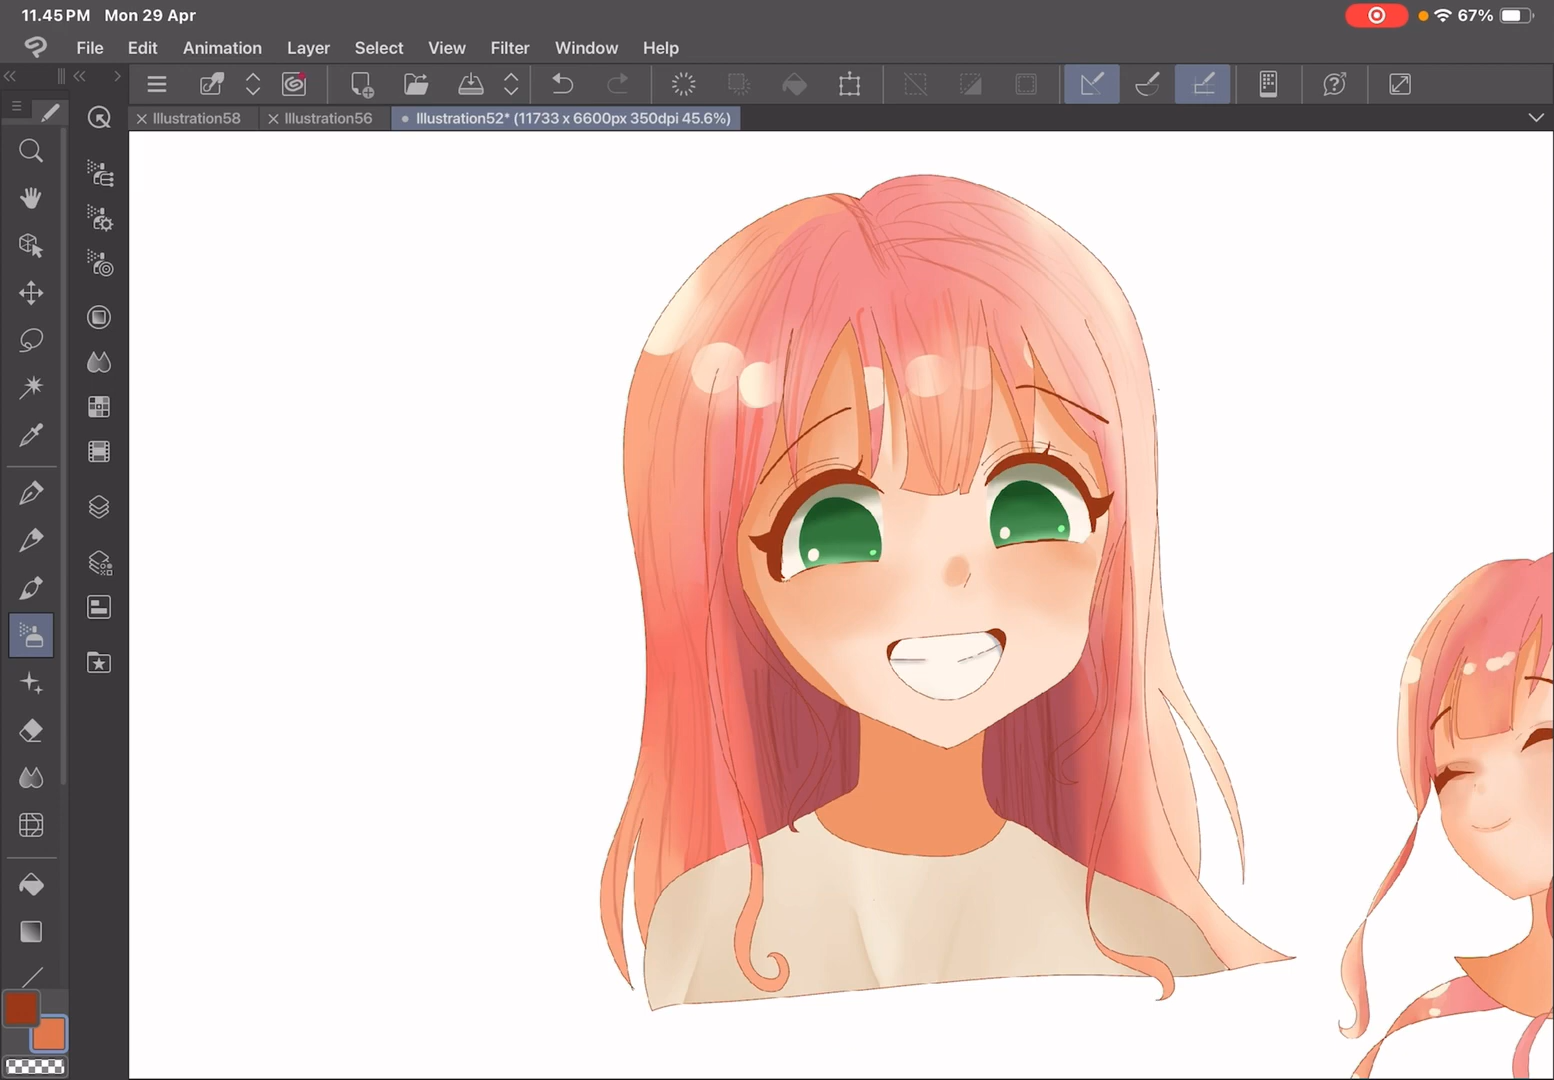 11.45 PM Mon 29 Apr 67%
File Edit Animation Layer Select View Filter Window Help
Illustration58 Illustration56 Illustration52* (11733 x 6600px 350dpi 45.6%)